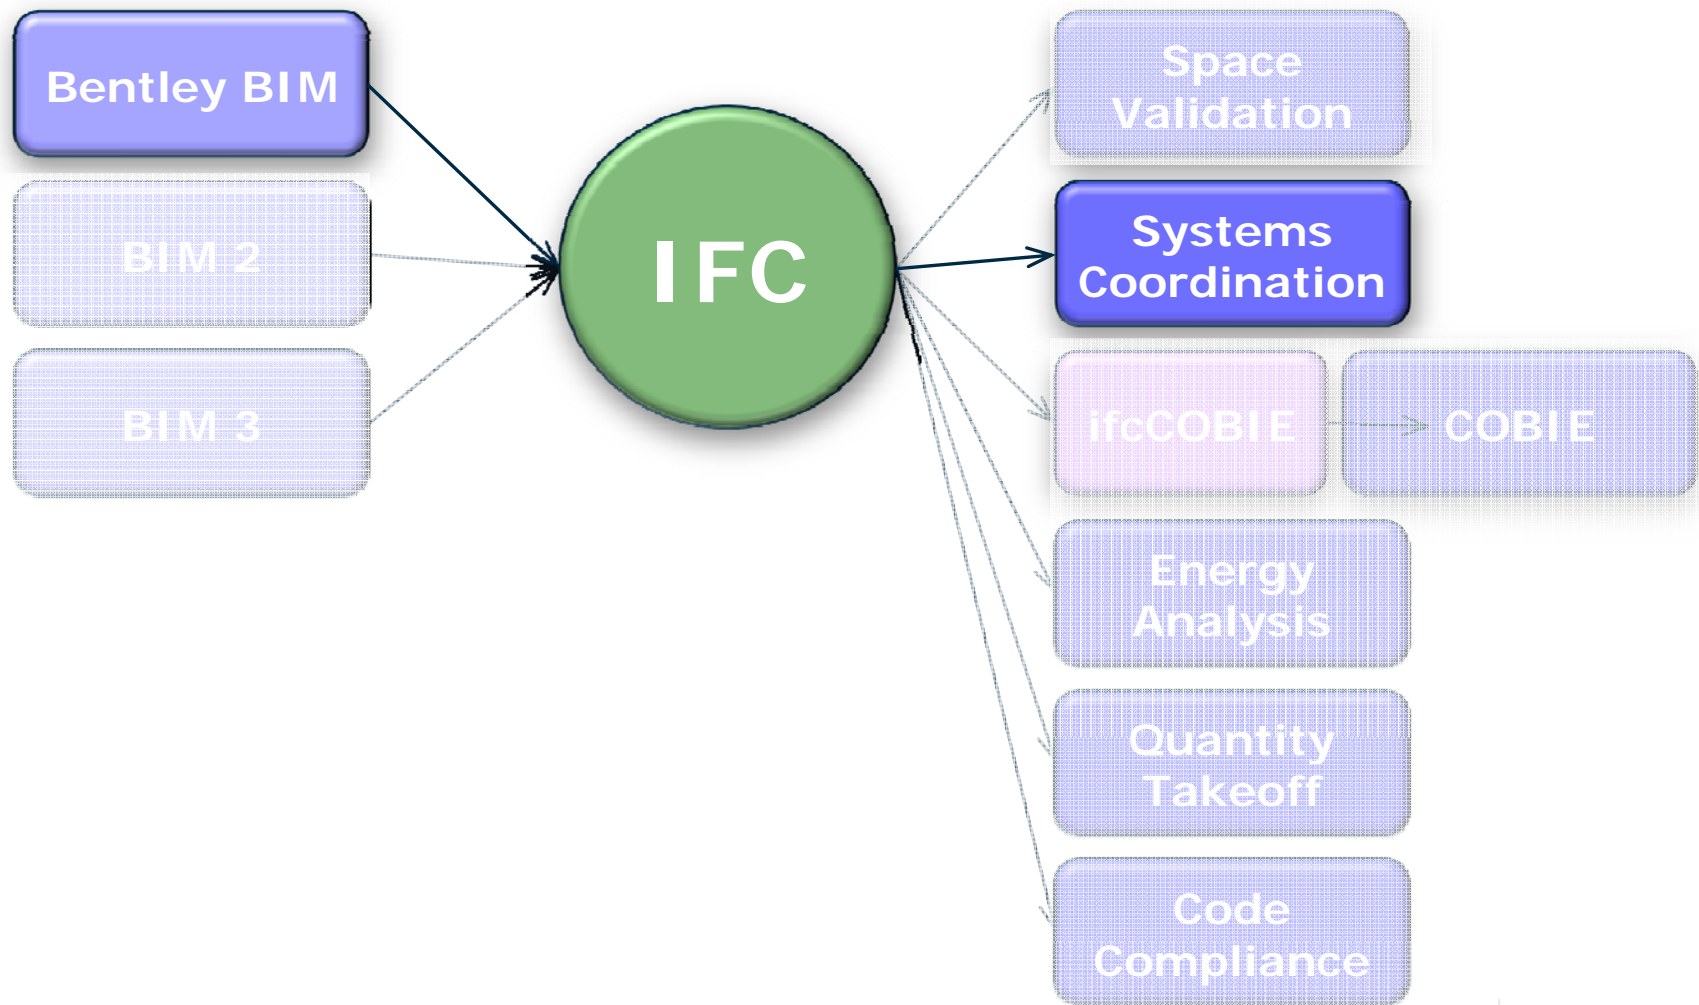 Bentley BIM
BIM 2
BIM 3
IFC
Space
Validation
Systems
Coordination
ifcCOBIE
COBIE
Energy
Analysis
Quantity
Takeoff
Code
Compliance